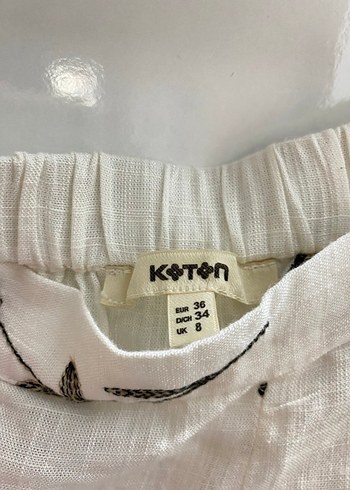 KOTON
EUR 36
D/CH 34
UK 8